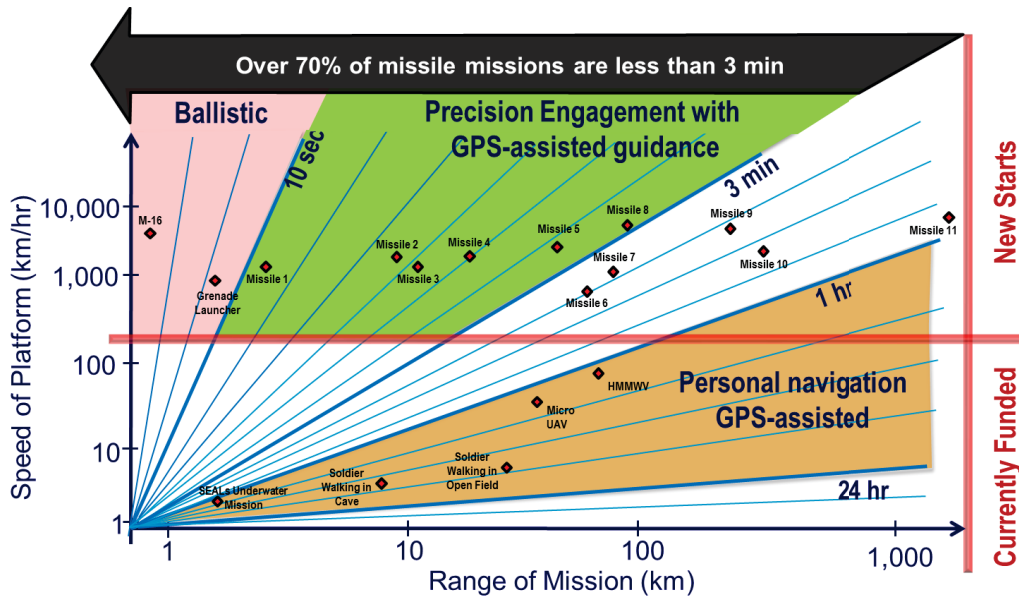 Over 70% of missile missions are less than 3 min
Ballistic
Precision Engagement with
GPS-assisted guidance
10 sec
3 min
New Starts
Speed of Platform (km/hr)
10,000
1,000
100
10
1
M-16
Grenade
Launcher
Missile 1
Missile 2
Missile 3
Missile 4
Missile 5
Missile 8
Missile 7
Missile 6
Missile 9
Missile 10
Missile 11
1 hr
HMMWV
Micro
UAV
Personal navigation
GPS-assisted
Soldier
Walking in
Open Field
Soldier
Walking in
Cave
SEALs Underwater
Mission
24 hr
Currently Funded
1
10
100
1,000
Range of Mission (km)